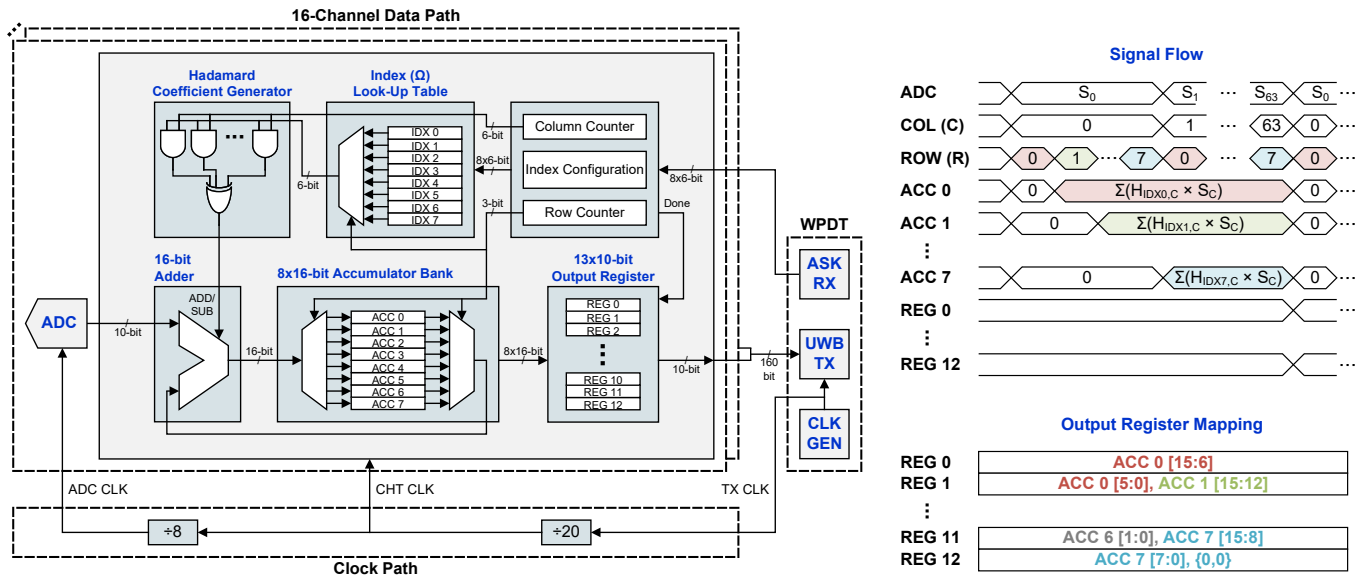 16-Channel Data Path
Hadamard
Coefficient Generator
Index (Ω)
Look-Up Table
IDX 0
IDX 1
IDX 2
IDX 3
IDX 4
IDX 5
IDX 6
IDX 7
6-bit
6-bit
8x6-bit
3-bit
Column Counter
Index Configuration
Row Counter
8x6-bit
Done
16-bit
Adder
ADD/
SUB
8x16-bit Accumulator Bank
ACC 0
ACC 1
ACC 2
ACC 3
ACC 4
ACC 5
ACC 6
ACC 7
13x10-bit
Output Register
REG 0
REG 1
REG 2
REG 10
REG 11
REG 12
ADC
10-bit
16-bit
8x16-bit
10-bit
160
bit
WPDT
ASK
RX
UWB
TX
CLK
GEN
ADC CLK
CHT CLK
TX CLK
÷8
÷20
Clock Path
Signal Flow
ADC S0 S1 ··· S63 S0 ···
COL (C) 0 1 ··· 63 0 ···
ROW (R) 0 1 ··· 7 0 ··· 7 0 ···
ACC 0 0 Σ(HIDX0,C × SC) 0 ···
ACC 1 0 Σ(HIDX1,C × SC) 0 ···
ACC 7 0 Σ(HIDX7,C × SC) 0 ···
REG 0 ···
REG 12 ···
Output Register Mapping
REG 0 ACC 0 [15:6]
REG 1 ACC 0 [5:0], ACC 1 [15:12]
REG 11 ACC 6 [1:0], ACC 7 [15:8]
REG 12 ACC 7 [7:0], {0,0}